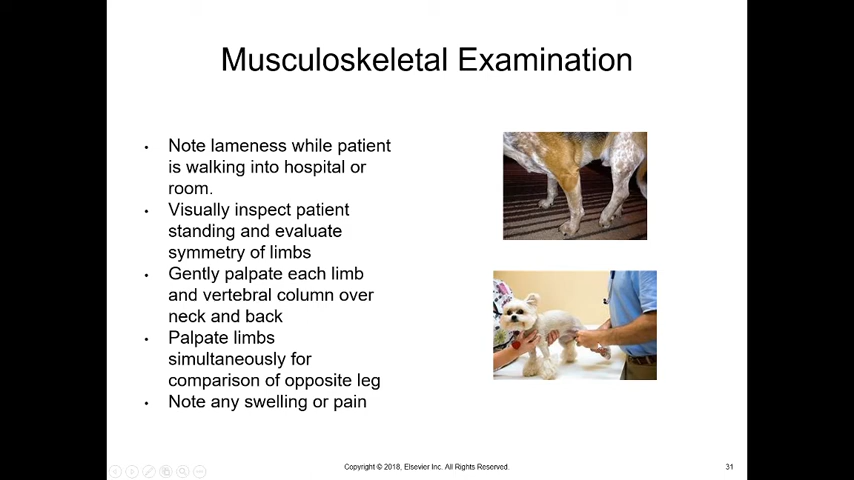 Musculoskeletal Examination
• Note lameness while patient
is walking into hospital or
room.
• Visually inspect patient
standing and evaluate
symmetry of limbs
• Gently palpate each limb
and vertebral column over
neck and back
• Palpate limbs
simultaneously for
comparison of opposite leg
• Note any swelling or pain
Copyright © 2018, Elsevier Inc. All Rights Reserved.
31